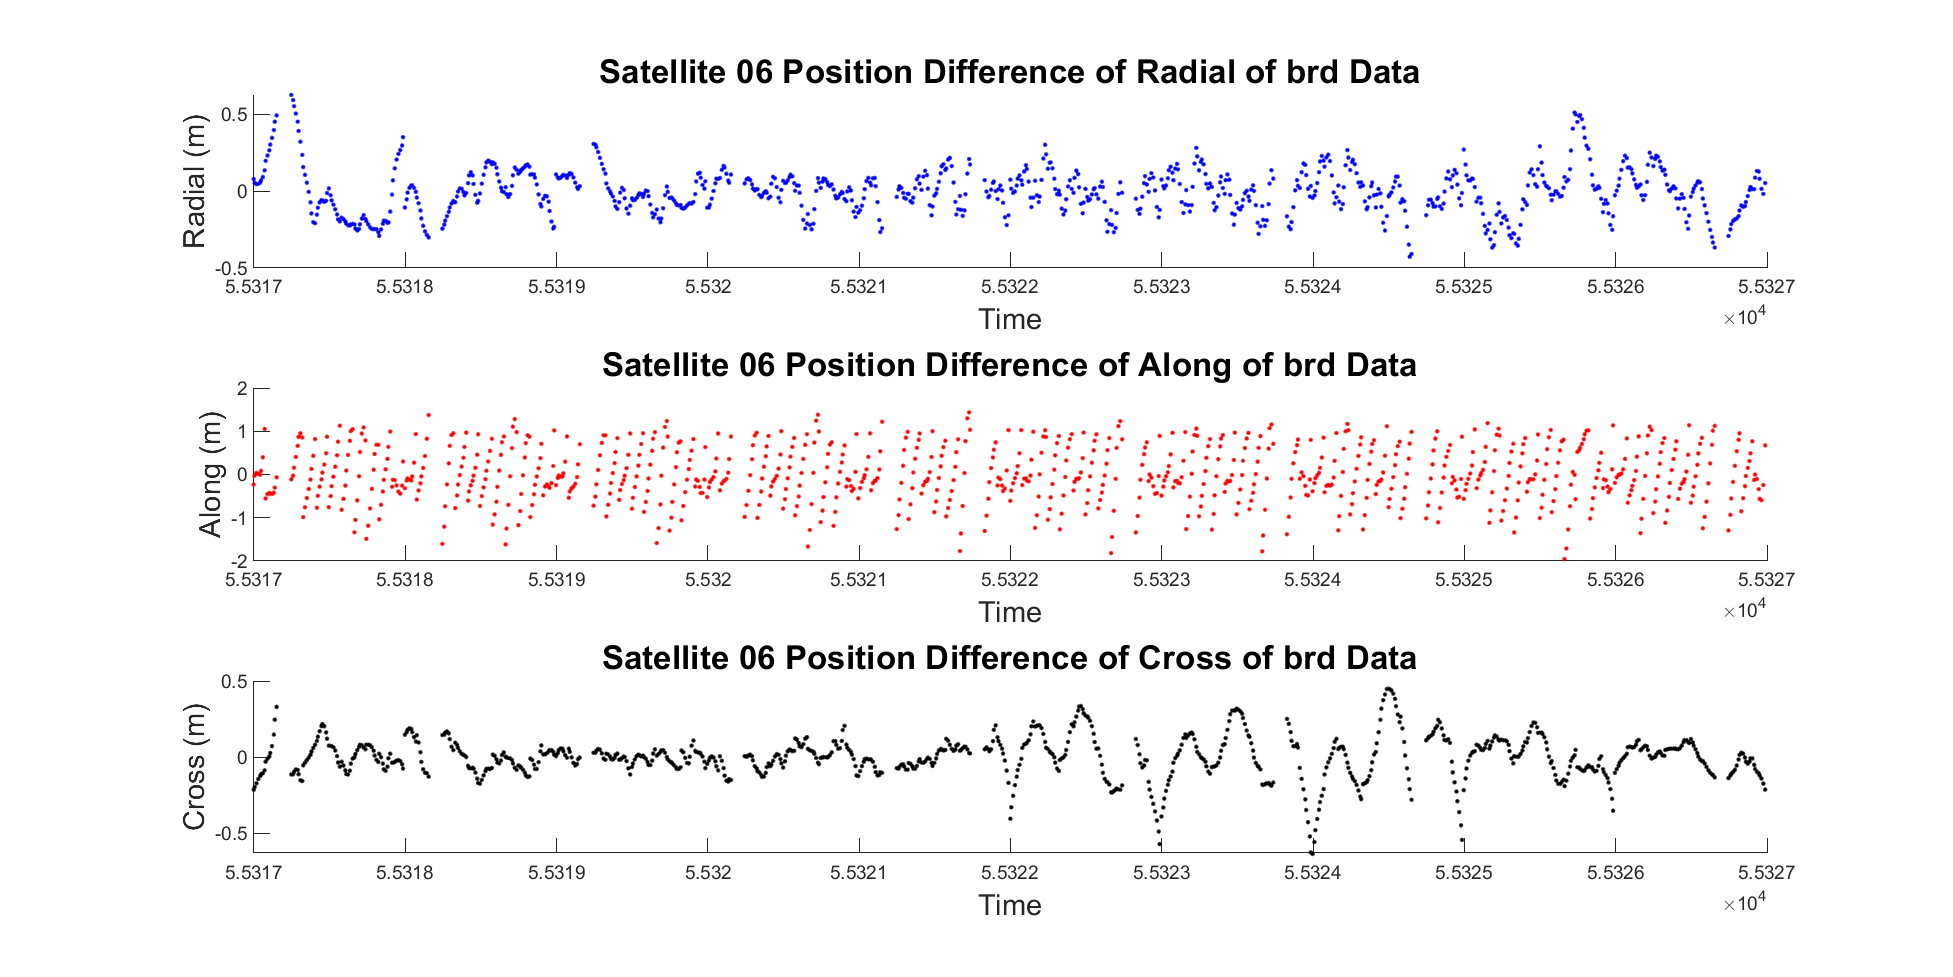 Satellite 06 Position Difference of Radial of brd Data
Radial (m)
0.5
0
-0.5
5.5317 5.5318 5.5319 5.532 5.5321 5.5322 5.5323 5.5324 5.5325 5.5326 5.5327
Time
×10^4
Satellite 06 Position Difference of Along of brd Data
Along (m)
2
1
0
-1
-2
5.5317 5.5318 5.5319 5.532 5.5321 5.5322 5.5323 5.5324 5.5325 5.5326 5.5327
Time
×10^4
Satellite 06 Position Difference of Cross of brd Data
Cross (m)
0.5
0
-0.5
5.5317 5.5318 5.5319 5.532 5.5321 5.5322 5.5323 5.5324 5.5325 5.5326 5.5327
Time
×10^4